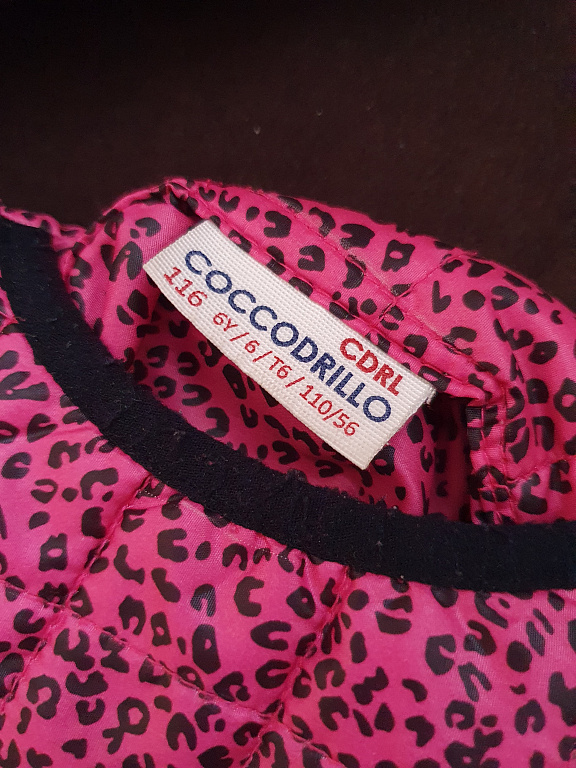 CDRL
COCCODRILLO
116 6Y / 6 / T6 / 110/56